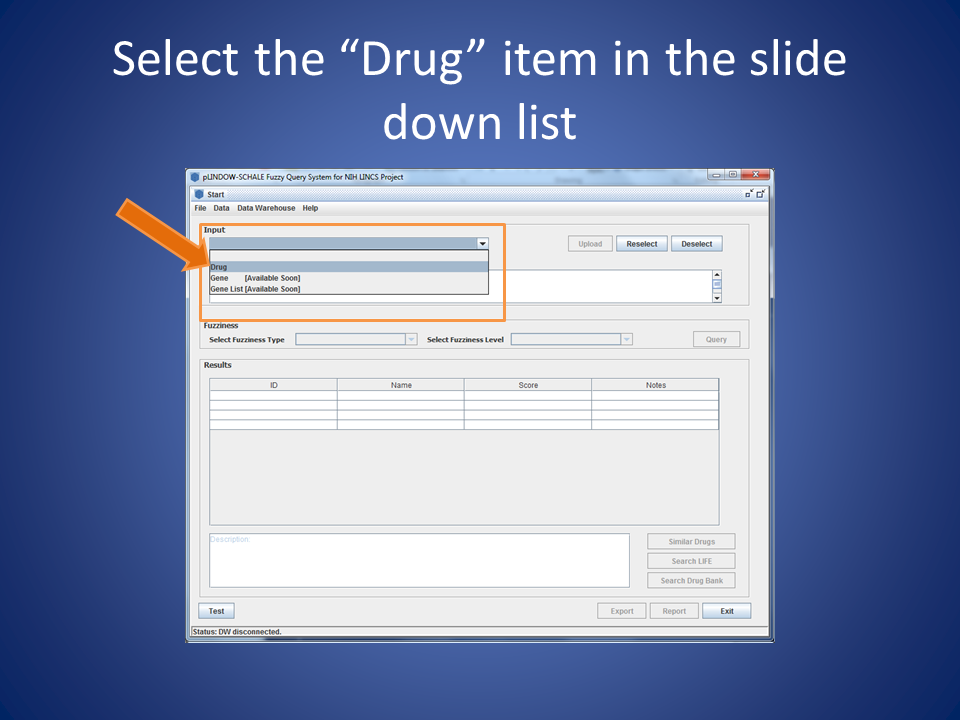 Select the “Drug” item in the slide
down list
pLINDOW-SCHALE Fuzzy Query System for NIH LINCS Project
Start
File Data Data Warehouse Help
Input
Upload Reselect Deselect
Drug
Gene [Available Soon]
Gene List [Available Soon]
Fuzziness
Select Fuzziness Type Select Fuzziness Level Query
Results
ID Name Score Notes
Description:
Similar Drugs
Search LIFE
Search Drug Bank
Test Export Report Exit
Status: DW disconnected.